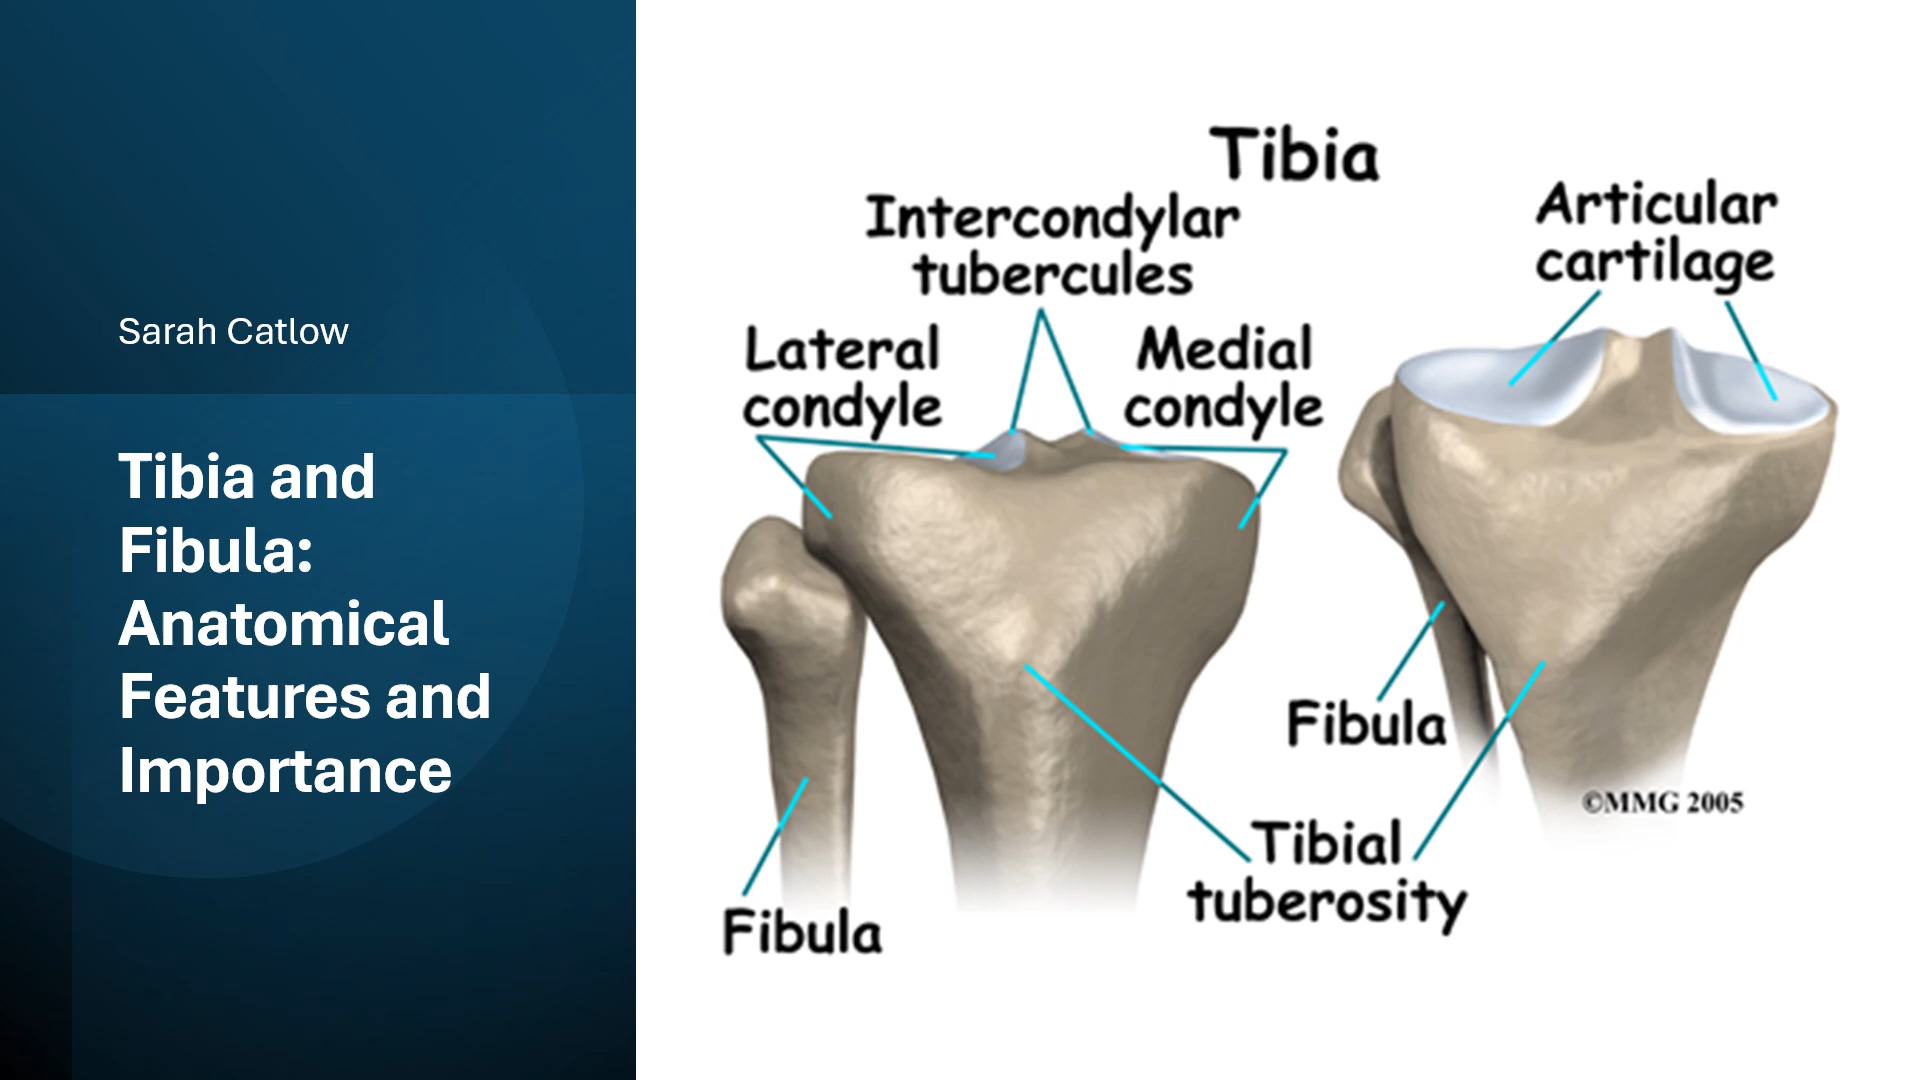 Sarah Catlow
Tibia and
Fibula:
Anatomical
Features and
Importance
Tibia
Intercondylar
tubercules
Articular
cartilage
Lateral
condyle
Medial
condyle
Fibula
©MMG 2005
Tibial
tuberosity
Fibula